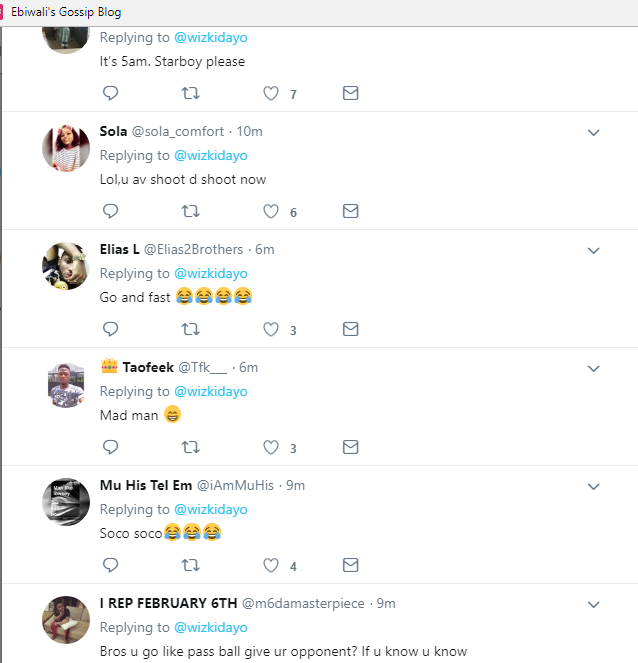 Ebiwali's Gossip Blog
Replying to @wizkidayo
It's 5am. Starboy please
7
Sola @sola_comfort · 10m
Replying to @wizkidayo
Lol,u av shoot d shoot now
6
Elias L @Elias2Brothers · 6m
Replying to @wizkidayo
Go and fast 😂😂😂😂
3
👑 Taofeek @Tfk___ · 6m
Replying to @wizkidayo
Mad man 😁
3
Mu His Tel Em @iAmMuHis · 9m
Replying to @wizkidayo
Soco soco😂😂😂
4
I REP FEBRUARY 6TH @m6damasterpiece · 9m
Replying to @wizkidayo
Bros u go like pass ball give ur opponent? If u know u know